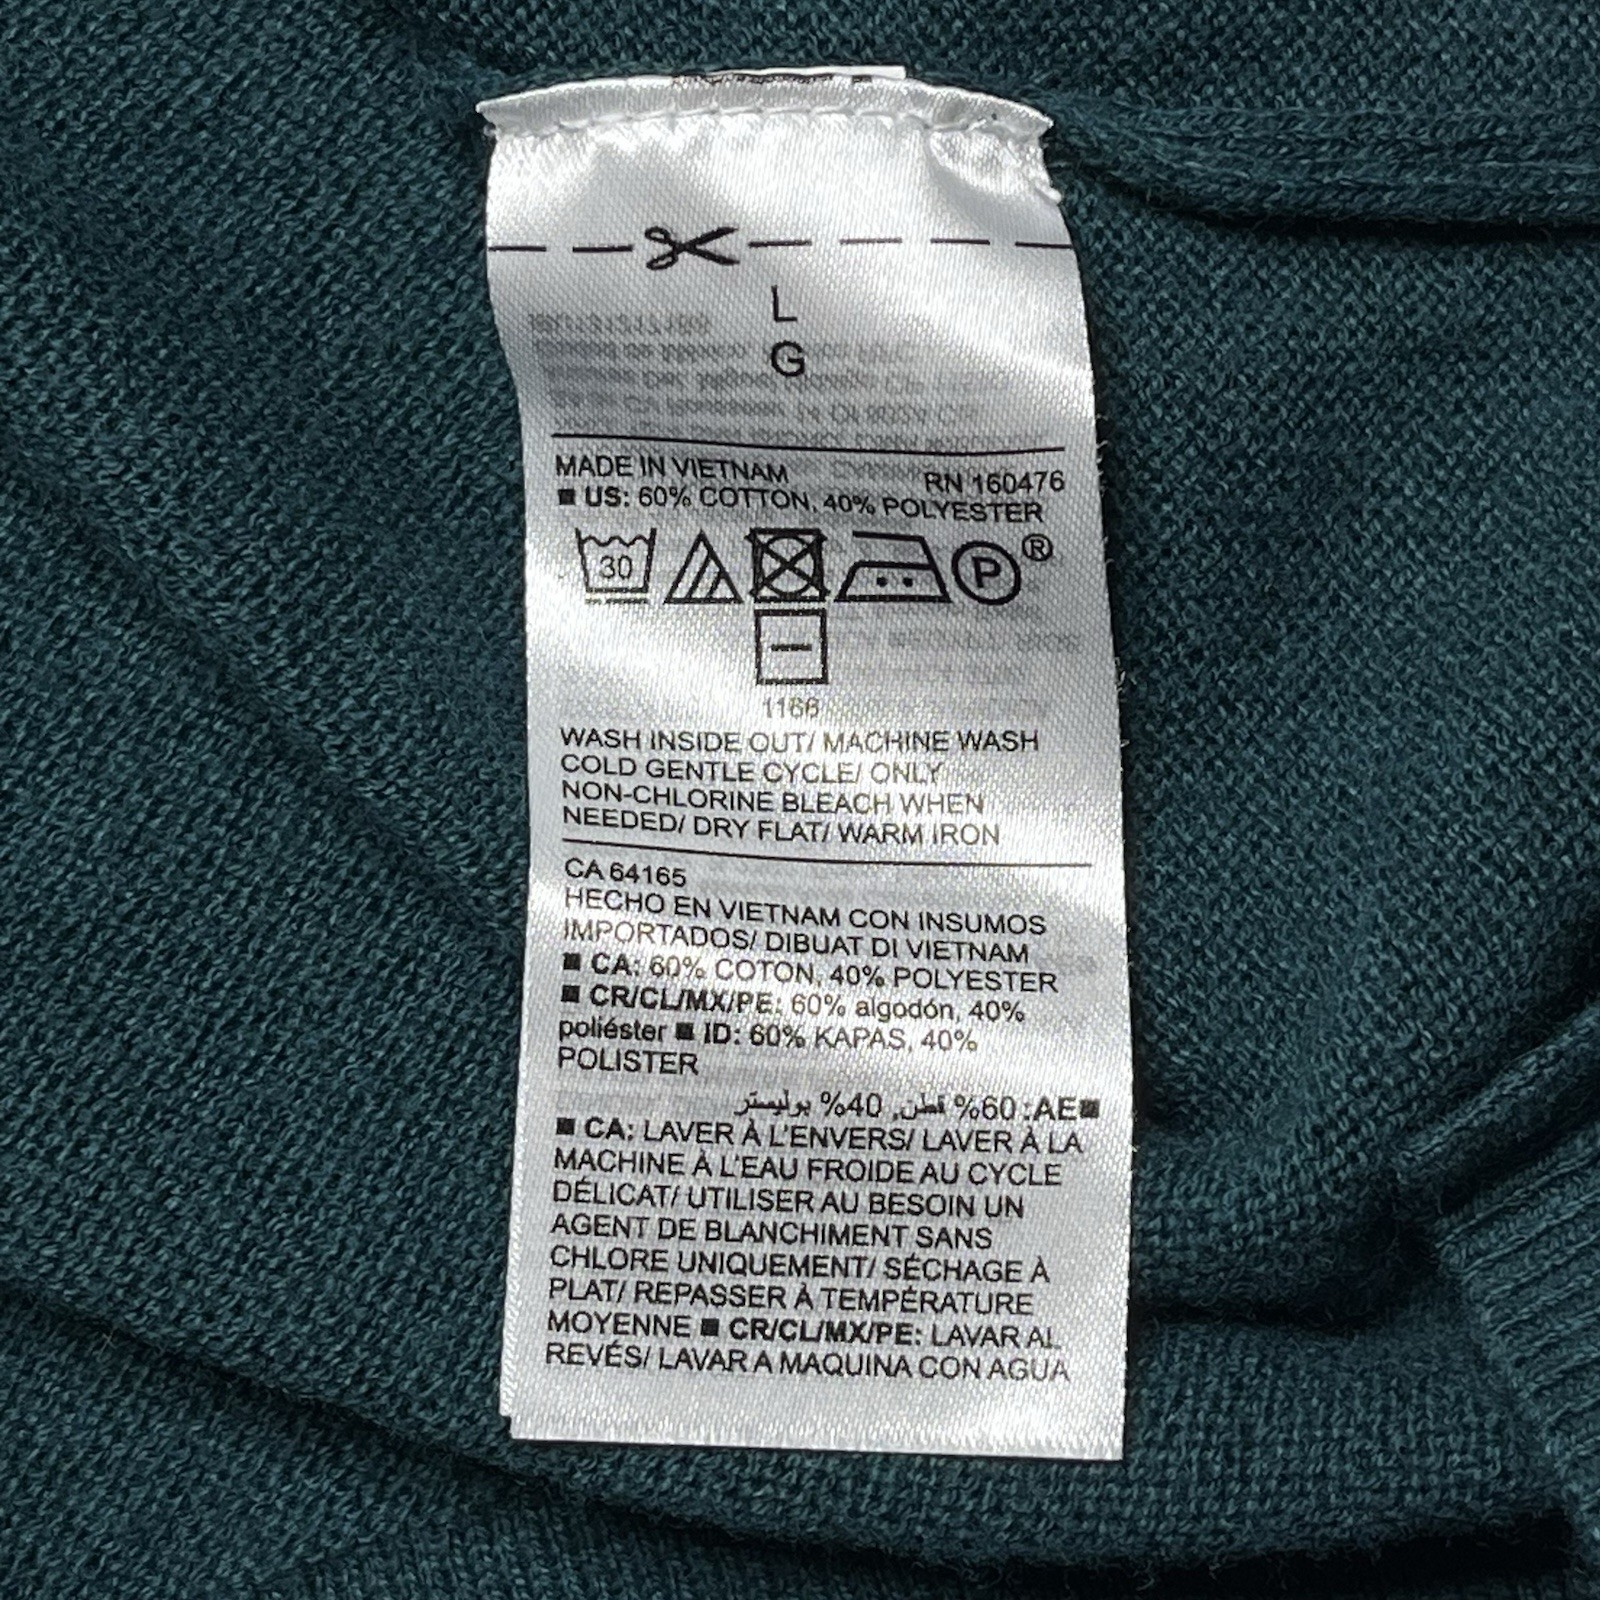 L
G
MADE IN VIETNAM RN 160476
■ US: 60% COTTON, 40% POLYESTER
30 P ®
1166
WASH INSIDE OUT/ MACHINE WASH
COLD GENTLE CYCLE/ ONLY
NON-CHLORINE BLEACH WHEN
NEEDED/ DRY FLAT/ WARM IRON
CA 64165
HECHO EN VIETNAM CON INSUMOS
IMPORTADOS/ DIBUAT DI VIETNAM
■ CA: 60% COTON, 40% POLYESTER
■ CR/CL/MX/PE: 60% algodón, 40%
poliéster ■ ID: 60% KAPAS, 40%
POLISTER
■AE: 60% قطن, 40% بوليستر
■ CA: LAVER À L'ENVERS/ LAVER À LA
MACHINE À L'EAU FROIDE AU CYCLE
DÉLICAT/ UTILISER AU BESOIN UN
AGENT DE BLANCHIMENT SANS
CHLORE UNIQUEMENT/ SÉCHAGE À
PLAT/ REPASSER À TEMPÉRATURE
MOYENNE ■ CR/CL/MX/PE: LAVAR AL
REVÉS/ LAVAR A MAQUINA CON AGUA